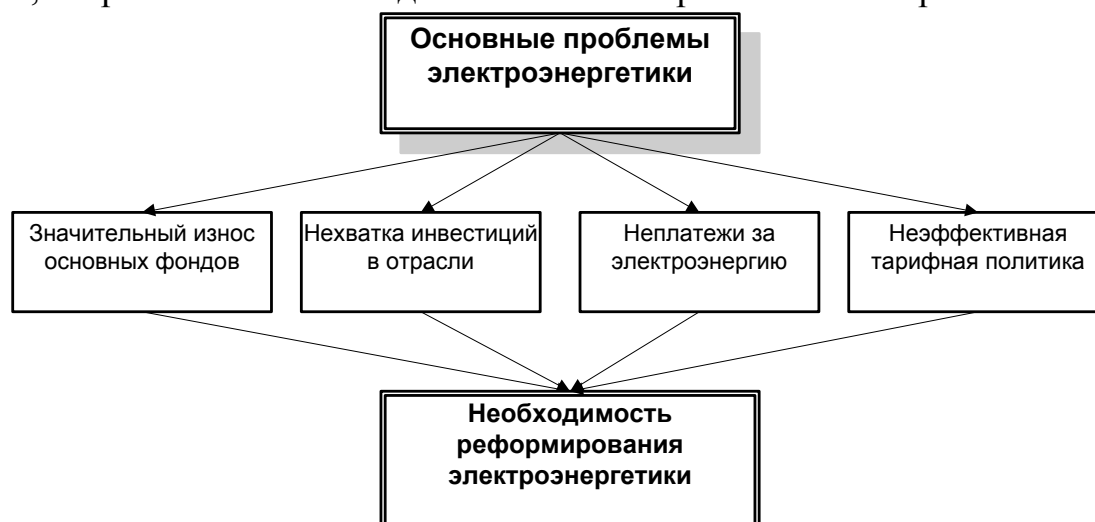 Основные проблемы
электроэнергетики
Значительный износ
основных фондов
Нехватка инвестиций
в отрасли
Неплатежи за
электроэнергию
Неэффективная
тарифная политика
Необходимость
реформирования
электроэнергетики